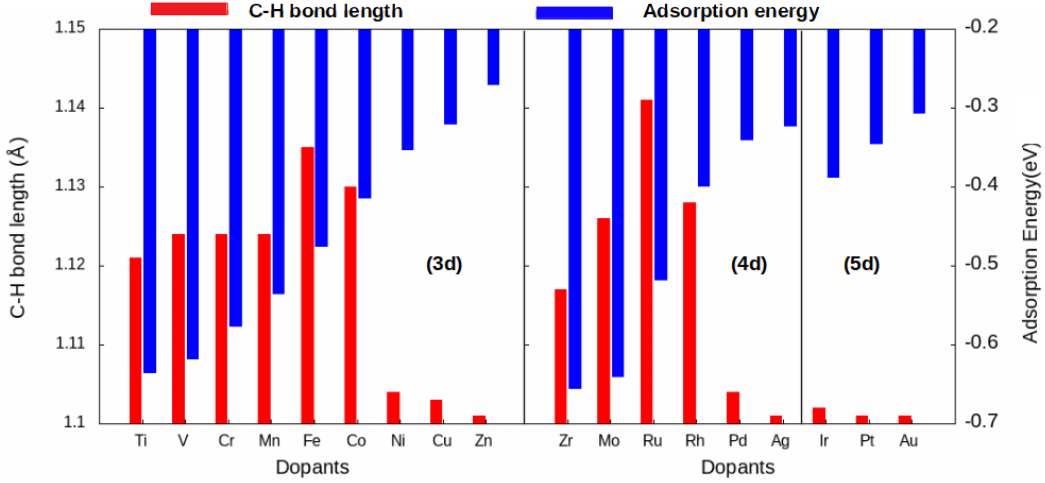 C-H bond length Adsorption energy
1.15
1.14
1.13
1.12
1.11
1.1
C-H bond length (Å)
-0.2
-0.3
-0.4
-0.5
-0.6
-0.7
Adsorption Energy(eV)
(3d) (4d) (5d)
Ti V Cr Mn Fe Co Ni Cu Zn Zr Mo Ru Rh Pd Ag Ir Pt Au
Dopants Dopants